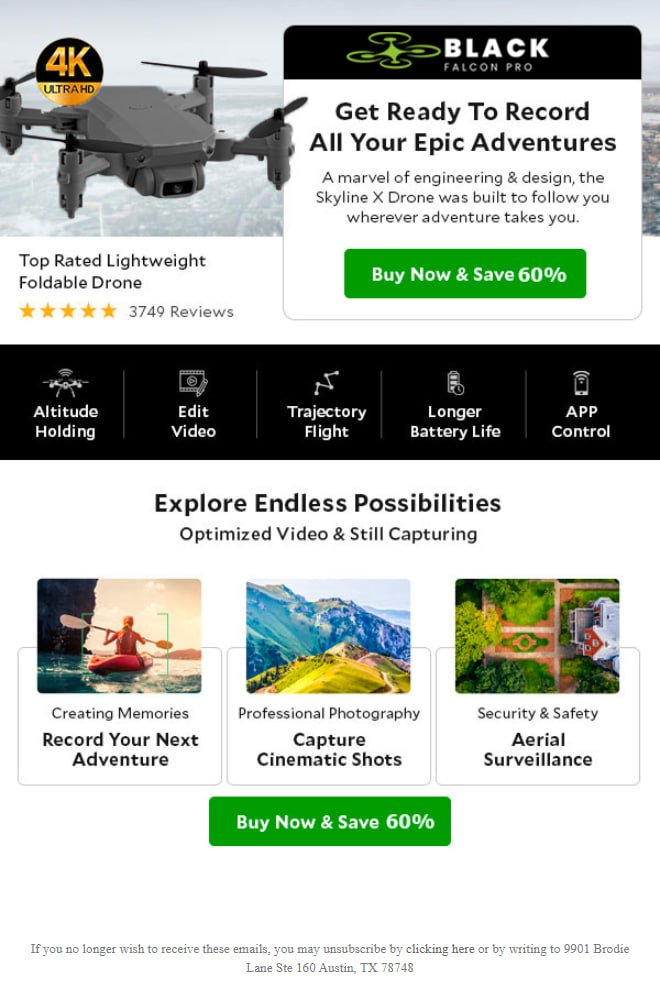 4K
ULTRA HD
BLACK
FALCON PRO
Get Ready To Record
All Your Epic Adventures
A marvel of engineering & design, the
Skyline X Drone was built to follow you
wherever adventure takes you.
Buy Now & Save 60%
Top Rated Lightweight
Foldable Drone
3749 Reviews
Altitude
Holding
Edit
Video
Trajectory
Flight
Longer
Battery Life
APP
Control
Explore Endless Possibilities
Optimized Video & Still Capturing
Creating Memories
Record Your Next
Adventure
Professional Photography
Capture
Cinematic Shots
Security & Safety
Aerial
Surveillance
Buy Now & Save 60%
If you no longer wish to receive these emails, you may unsubscribe by clicking here or by writing to 9901 Brodie
Lane Ste 160 Austin, TX 78748